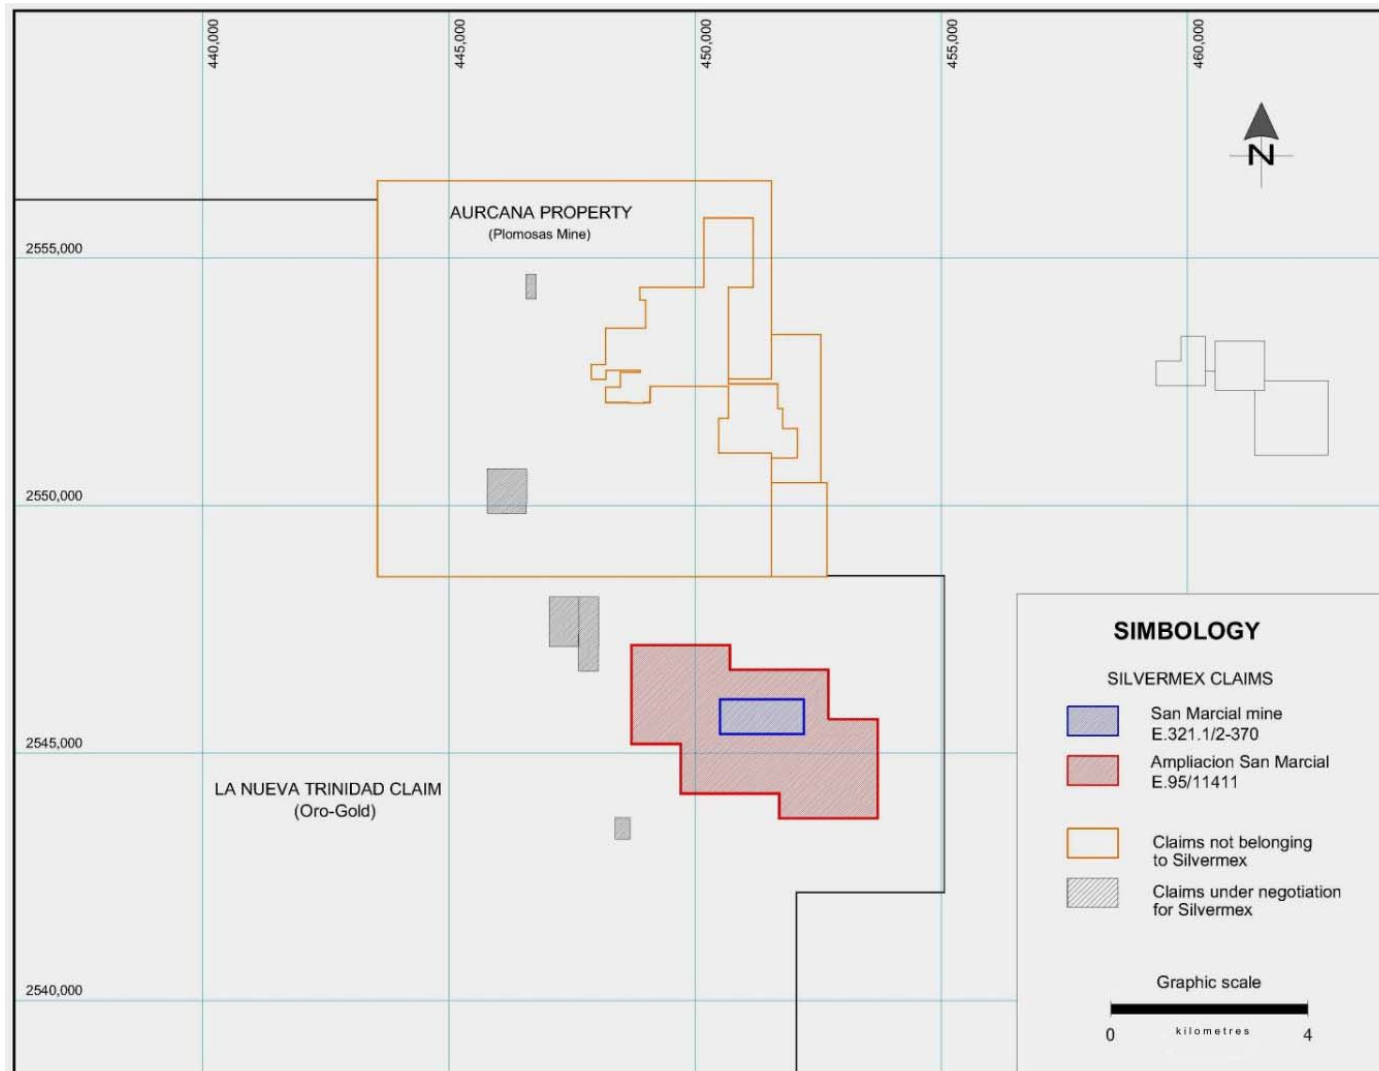 440,000
445,000
450,000
455,000
460,000
N
AURCANA PROPERTY
(Plomosas Mine)
2555,000
2550,000
2545,000
2540,000
LA NUEVA TRINIDAD CLAIM
(Oro-Gold)
SIMBOLOGY
SILVERMEX CLAIMS
San Marcial mine
E.321.1/2-370
Ampliacion San Marcial
E.95/11411
Claims not belonging
to Silvermex
Claims under negotiation
for Silvermex
Graphic scale
0 kilometres 4